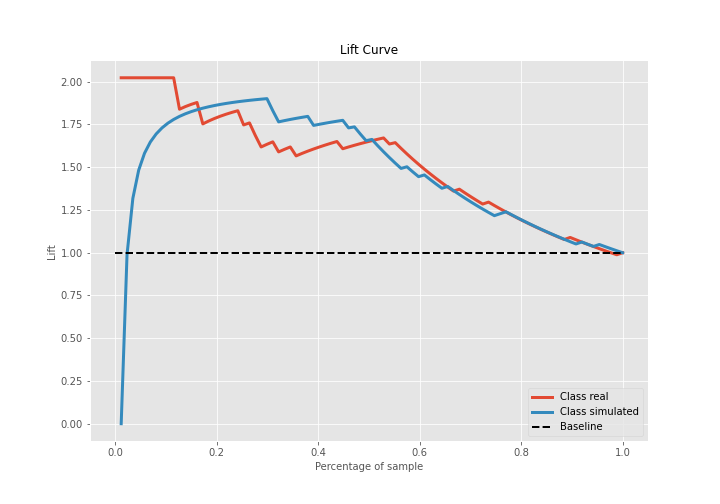 Lift Curve
2.00
1.75
1.50
1.25
1.00
0.75
0.50
0.25
0.00
Lift
0.0 0.2 0.4 0.6 0.8 1.0
Percentage of sample
Class real
Class simulated
Baseline